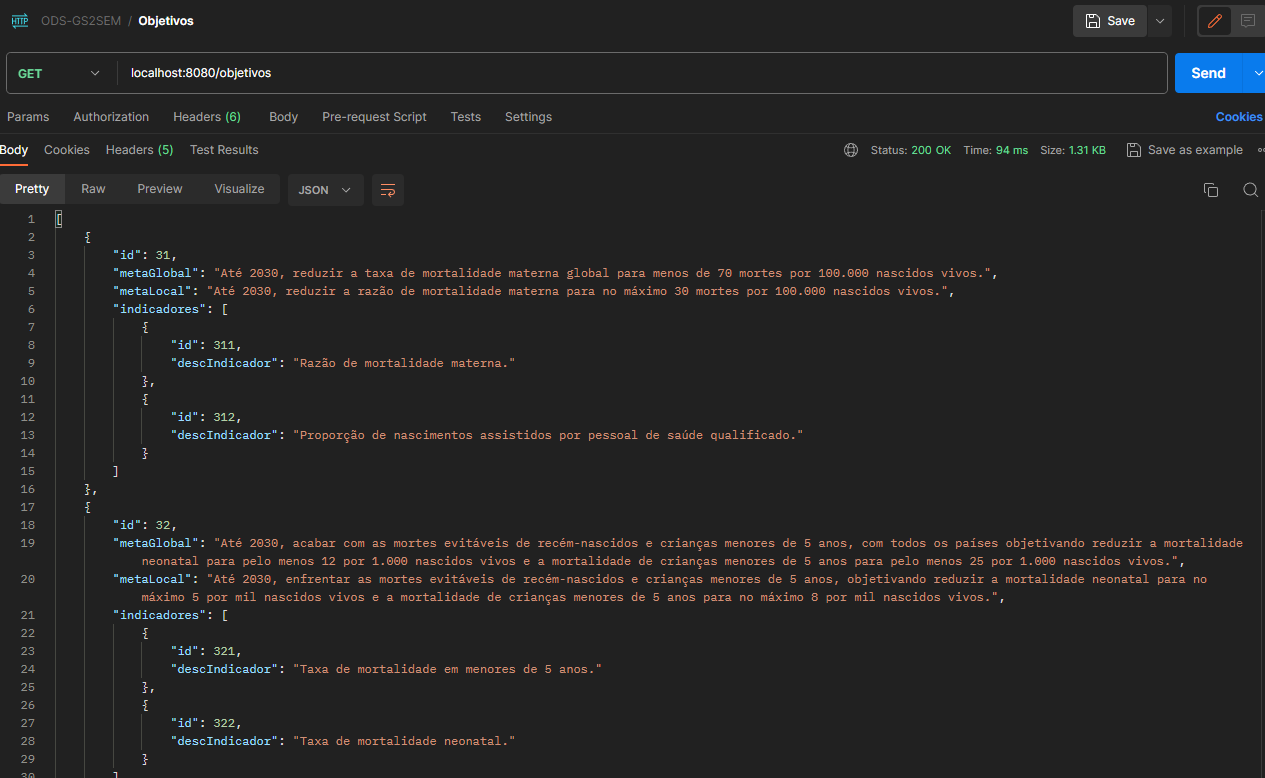 HTTP ODS-GS2SEM / Objetivos Save
GET localhost:8080/objetivos Send
Params Authorization Headers (6) Body Pre-request Script Tests Settings Cookies
Body Cookies Headers (5) Test Results Status: 200 OK Time: 94 ms Size: 1.31 KB Save as example
Pretty Raw Preview Visualize JSON
1 [
2 {
3 "id": 31,
4 "metaGlobal": "Até 2030, reduzir a taxa de mortalidade materna global para menos de 70 mortes por 100.000 nascidos vivos.",
5 "metaLocal": "Até 2030, reduzir a razão de mortalidade materna para no máximo 30 mortes por 100.000 nascidos vivos.",
6 "indicadores": [
7 {
8 "id": 311,
9 "descIndicador": "Razão de mortalidade materna."
10 },
11 {
12 "id": 312,
13 "descIndicador": "Proporção de nascimentos assistidos por pessoal de saúde qualificado."
14 }
15 ]
16 },
17 {
18 "id": 32,
19 "metaGlobal": "Até 2030, acabar com as mortes evitáveis de recém-nascidos e crianças menores de 5 anos, com todos os países objetivando reduzir a mortalidade
neonatal para pelo menos 12 por 1.000 nascidos vivos e a mortalidade de crianças menores de 5 anos para pelo menos 25 por 1.000 nascidos vivos.",
20 "metaLocal": "Até 2030, enfrentar as mortes evitáveis de recém-nascidos e crianças menores de 5 anos, objetivando reduzir a mortalidade neonatal para no
máximo 5 por mil nascidos vivos e a mortalidade de crianças menores de 5 anos para no máximo 8 por mil nascidos vivos.",
21 "indicadores": [
22 {
23 "id": 321,
24 "descIndicador": "Taxa de mortalidade em menores de 5 anos."
25 },
26 {
27 "id": 322,
28 "descIndicador": "Taxa de mortalidade neonatal."
29 }
30 ]